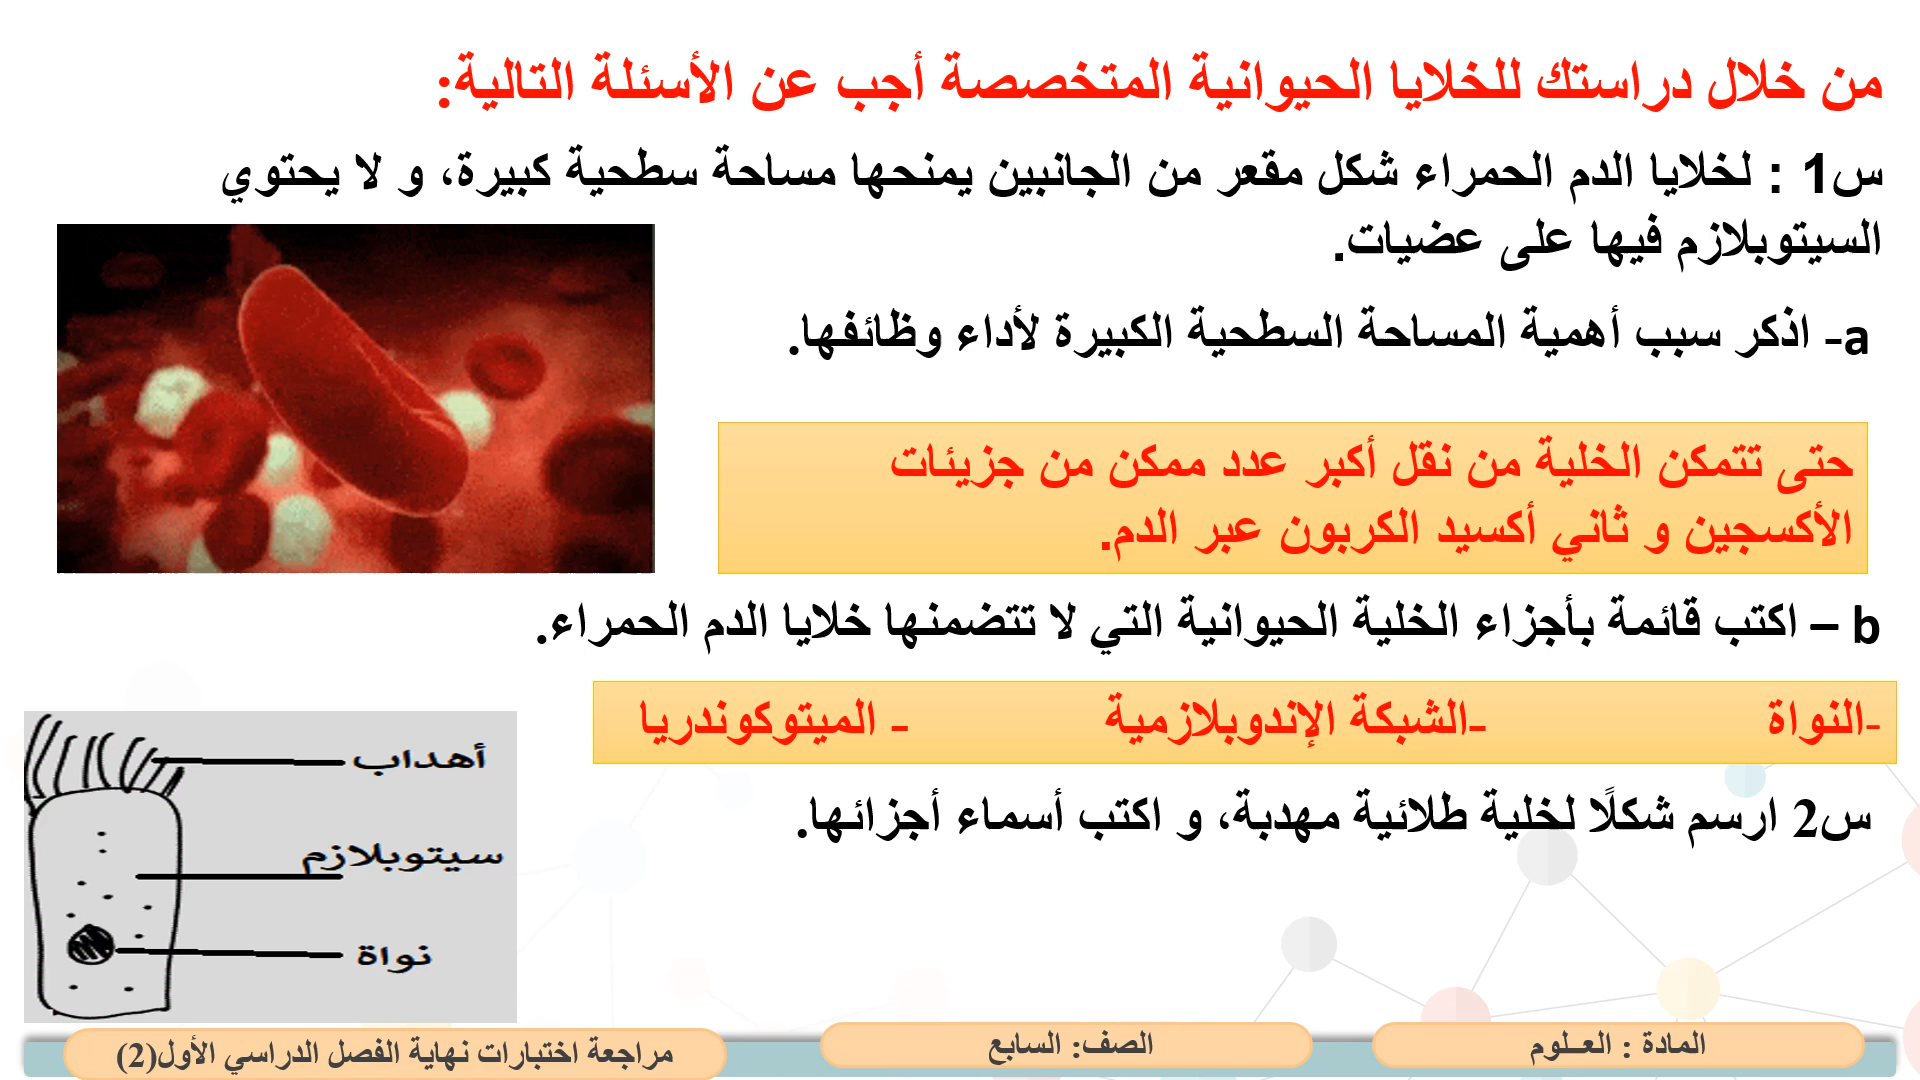 من خلال دراستك للخلايا الحيوانية المتخصصة أجب عن الأسئلة التالية:
س1 : لخلايا الدم الحمراء شكل مقعر من الجانبين يمنحها مساحة سطحية كبيرة، و لا يحتوي
السيتوبلازم فيها على عضيات.
a- اذكر سبب أهمية المساحة السطحية الكبيرة لأداء وظائفها.
حتى تتمكن الخلية من نقل أكبر عدد ممكن من جزيئات
الأكسجين و ثاني أكسيد الكربون عبر الدم.
b – اكتب قائمة بأجزاء الخلية الحيوانية التي لا تتضمنها خلايا الدم الحمراء.
-النواة -الشبكة الإندوبلازمية - الميتوكوندريا
س2 ارسم شكلًا لخلية طلائية مهدبة، و اكتب أسماء أجزائها.
أهداب
سيتوبلازم
نواة
المادة : العـلوم
الصف: السابع
مراجعة اختبارات نهاية الفصل الدراسي الأول(2)